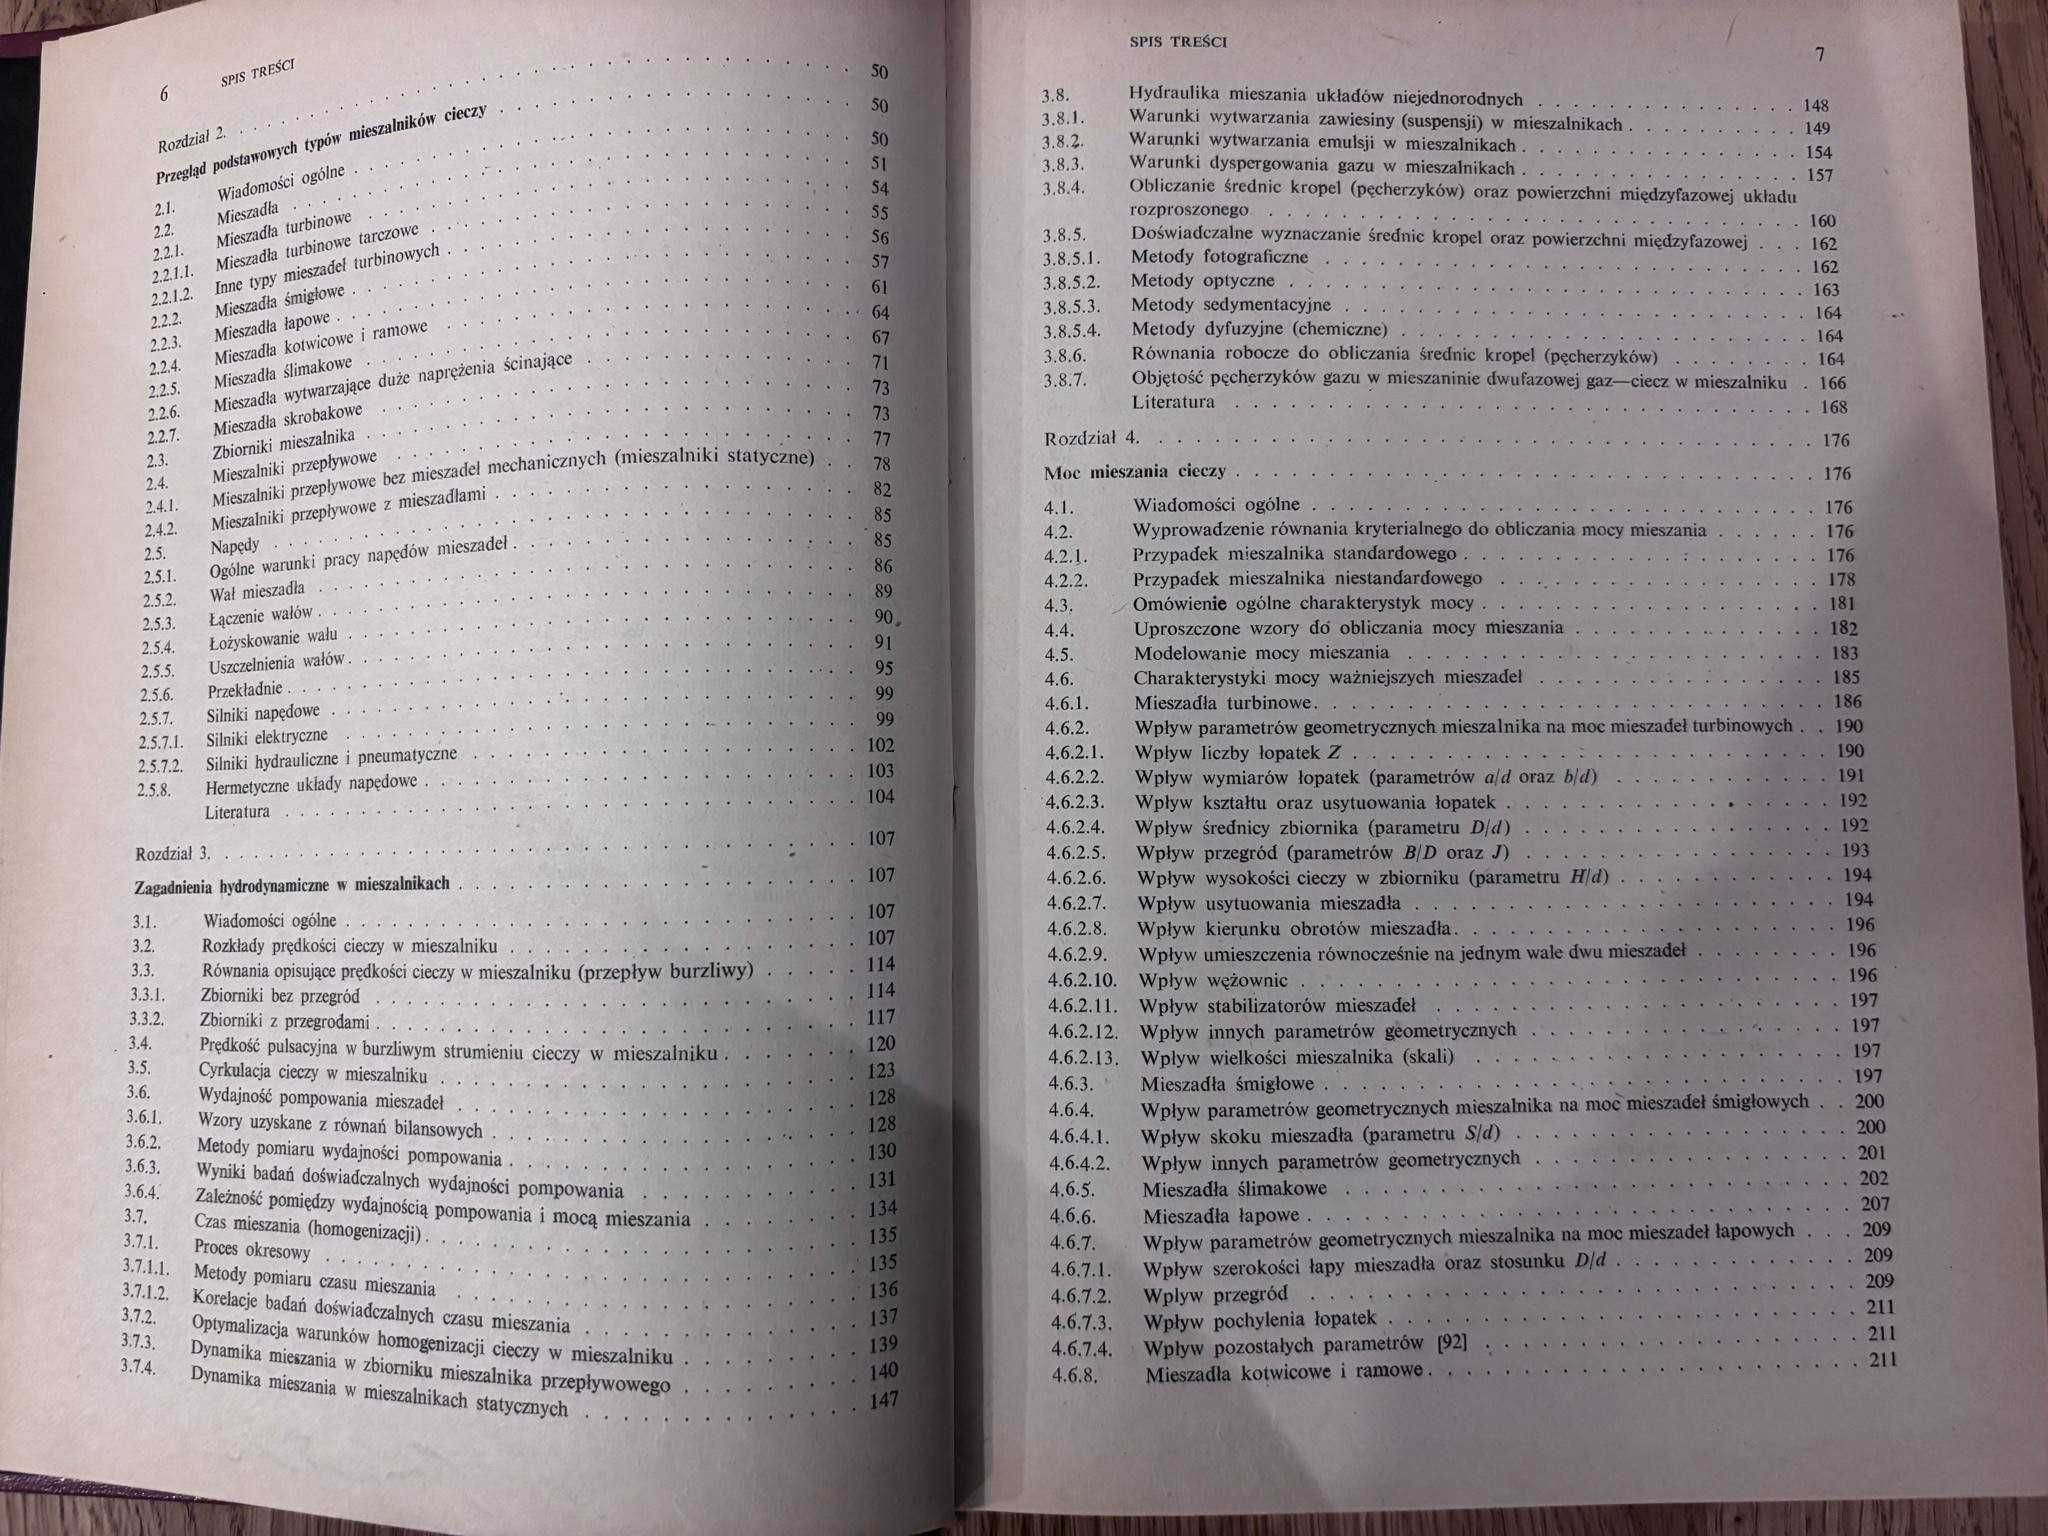 6 SPIS TREŚCI
Rozdział 2. . . . 50
Przegląd podstawowych typów mieszalników cieczy . . . 50
2.1. Wiadomości ogólne . . . 50
2.2. Mieszadła . . . 51
2.2.1. Mieszadła turbinowe . . . 54
2.2.1.1. Mieszadła turbinowe tarczowe . . . 55
2.2.1.2. Inne typy mieszadeł turbinowych . . . 56
2.2.2. Mieszadła śmigłowe . . . 57
2.2.3. Mieszadła łapowe . . . 61
2.2.4. Mieszadła kotwicowe i ramowe . . . 64
2.2.5. Mieszadła ślimakowe . . . 67
2.2.6. Mieszadła wytwarzające duże naprężenia ścinające . . . 71
2.2.7. Mieszadła skrobakowe . . . 73
2.3. Zbiorniki mieszalnika . . . 73
2.4. Mieszalniki przepływowe . . . 77
2.4.1. Mieszalniki przepływowe bez mieszadeł mechanicznych (mieszalniki statyczne) . . 78
2.4.2. Mieszalniki przepływowe z mieszadłami . . . 82
2.5. Napędy . . . 85
2.5.1. Ogólne warunki pracy napędów mieszadeł . . . 85
2.5.2. Wał mieszadła . . . 86
2.5.3. Łączenie wałów . . . 89
2.5.4. Łożyskowanie wału . . . 90
2.5.5. Uszczelnienia wałów . . . 91
2.5.6. Przekładnie . . . 95
2.5.7. Silniki napędowe . . . 99
2.5.7.1. Silniki elektryczne . . . 99
2.5.7.2. Silniki hydrauliczne i pneumatyczne . . . 102
2.5.8. Hermetyczne układy napędowe . . . 103
Literatura . . . 104
Rozdział 3. . . . 107
Zagadnienia hydrodynamiczne w mieszalnikach . . . 107
3.1. Wiadomości ogólne . . . 107
3.2. Rozkłady prędkości cieczy w mieszalniku . . . 107
3.3. Równania opisujące prędkości cieczy w mieszalniku (przepływ burzliwy) . . . 114
3.3.1. Zbiorniki bez przegród . . . 114
3.3.2. Zbiorniki z przegrodami . . . 117
3.4. Prędkość pulsacyjna w burzliwym strumieniu cieczy w mieszalniku . . . 120
3.5. Cyrkulacja cieczy w mieszalniku . . . 123
3.6. Wydajność pompowania mieszadeł . . . 128
3.6.1. Wzory uzyskane z równań bilansowych . . . 128
3.6.2. Metody pomiaru wydajności pompowania . . . 130
3.6.3. Wyniki badań doświadczalnych wydajności pompowania . . . 131
3.6.4. Zależność pomiędzy wydajnością pompowania i mocą mieszania . . . 134
3.7. Czas mieszania (homogenizacji) . . . 135
3.7.1. Proces okresowy . . . 135
3.7.1.1. Metody pomiaru czasu mieszania . . . 136
3.7.1.2. Korelacje badań doświadczalnych czasu mieszania . . . 137
3.7.2. Optymalizacja warunków homogenizacji cieczy w mieszalniku . . . 139
3.7.3. Dynamika mieszania w zbiorniku mieszalnika przepływowego . . . 140
3.7.4. Dynamika mieszania w mieszalnikach statycznych . . . 147
SPIS TREŚCI 7
3.8. Hydraulika mieszania układów niejednorodnych . . . 148
3.8.1. Warunki wytwarzania zawiesiny (suspensji) w mieszalnikach . . . 149
3.8.2. Warunki wytwarzania emulsji w mieszalnikach . . . 154
3.8.3. Warunki dyspergowania gazu w mieszalnikach . . . 157
3.8.4. Obliczanie średnic kropel (pęcherzyków) oraz powierzchni międzyfazowej układu
rozproszonego . . . 160
3.8.5. Doświadczalne wyznaczanie średnic kropel oraz powierzchni międzyfazowej . . . 162
3.8.5.1. Metody fotograficzne . . . 162
3.8.5.2. Metody optyczne . . . 163
3.8.5.3. Metody sedymentacyjne . . . 164
3.8.5.4. Metody dyfuzyjne (chemiczne) . . . 164
3.8.6. Równania robocze do obliczania średnic kropel (pęcherzyków) . . . 164
3.8.7. Objętość pęcherzyków gazu w mieszaninie dwufazowej gaz—ciecz w mieszalniku . 166
Literatura . . . 168
Rozdział 4. . . . 176
Moc mieszania cieczy . . . 176
4.1. Wiadomości ogólne . . . 176
4.2. Wyprowadzenie równania kryterialnego do obliczania mocy mieszania . . . 176
4.2.1. Przypadek mieszalnika standardowego . . . 176
4.2.2. Przypadek mieszalnika niestandardowego . . . 178
4.3. Omówienie ogólne charakterystyk mocy . . . 181
4.4. Uproszczone wzory do obliczania mocy mieszania . . . 182
4.5. Modelowanie mocy mieszania . . . 183
4.6. Charakterystyki mocy ważniejszych mieszadeł . . . 185
4.6.1. Mieszadła turbinowe . . . 186
4.6.2. Wpływ parametrów geometrycznych mieszalnika na moc mieszadeł turbinowych . . 190
4.6.2.1. Wpływ liczby łopatek Z . . . 190
4.6.2.2. Wpływ wymiarów łopatek (parametrów a/d oraz b/d) . . . 191
4.6.2.3. Wpływ kształtu oraz usytuowania łopatek . . . 192
4.6.2.4. Wpływ średnicy zbiornika (parametru D/d) . . . 192
4.6.2.5. Wpływ przegród (parametrów B/D oraz J) . . . 193
4.6.2.6. Wpływ wysokości cieczy w zbiorniku (parametru H/d) . . . 194
4.6.2.7. Wpływ usytuowania mieszadła . . . 194
4.6.2.8. Wpływ kierunku obrotów mieszadła . . . 196
4.6.2.9. Wpływ umieszczenia równocześnie na jednym wale dwu mieszadeł . . . 196
4.6.2.10. Wpływ wężownic . . . 196
4.6.2.11. Wpływ stabilizatorów mieszadeł . . . 197
4.6.2.12. Wpływ innych parametrów geometrycznych . . . 197
4.6.2.13. Wpływ wielkości mieszalnika (skali) . . . 197
4.6.3. Mieszadła śmigłowe . . . 197
4.6.4. Wpływ parametrów geometrycznych mieszalnika na moc mieszadeł śmigłowych . . 200
4.6.4.1. Wpływ skoku mieszadła (parametru S/d) . . . 200
4.6.4.2. Wpływ innych parametrów geometrycznych . . . 201
4.6.5. Mieszadła ślimakowe . . . 202
4.6.6. Mieszadła łapowe . . . 207
4.6.7. Wpływ parametrów geometrycznych mieszalnika na moc mieszadeł łapowych . . . 209
4.6.7.1. Wpływ szerokości łapy mieszadła oraz stosunku D/d . . . 209
4.6.7.2. Wpływ przegród . . . 209
4.6.7.3. Wpływ pochylenia łopatek . . . 211
4.6.7.4. Wpływ pozostałych parametrów [92] . . . 211
4.6.8. Mieszadła kotwicowe i ramowe . . . 211